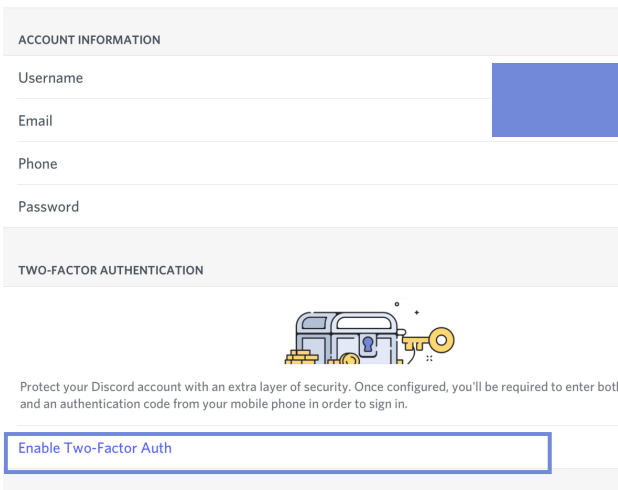 ACCOUNT INFORMATION
Username
Email
Phone
Password
TWO-FACTOR AUTHENTICATION
Protect your Discord account with an extra layer of security. Once configured, you'll be required to enter
and an authentication code from your mobile phone in order to sign in.
Enable Two-Factor Auth